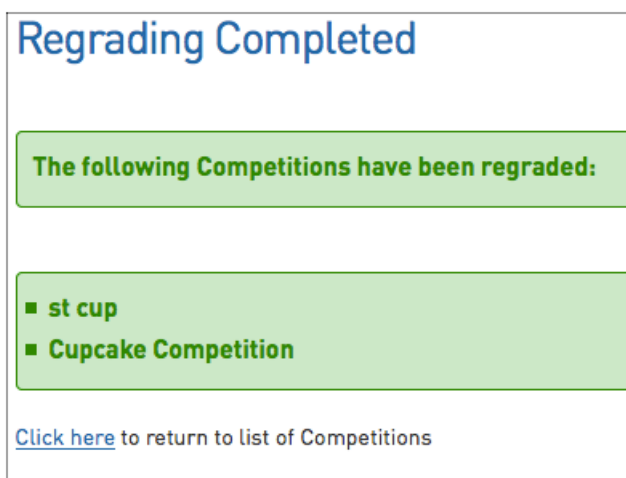 Regrading Completed
The following Competitions have been regraded:
st cup
Cupcake Competition
Click here to return to list of Competitions